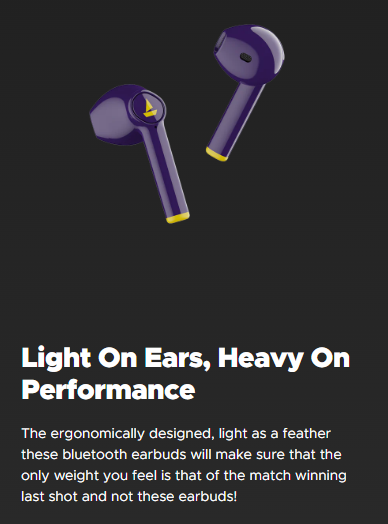 Light On Ears, Heavy On
Performance
The ergonomically designed, light as a feather
these bluetooth earbuds will make sure that the
only weight you feel is that of the match winning
last shot and not these earbuds!